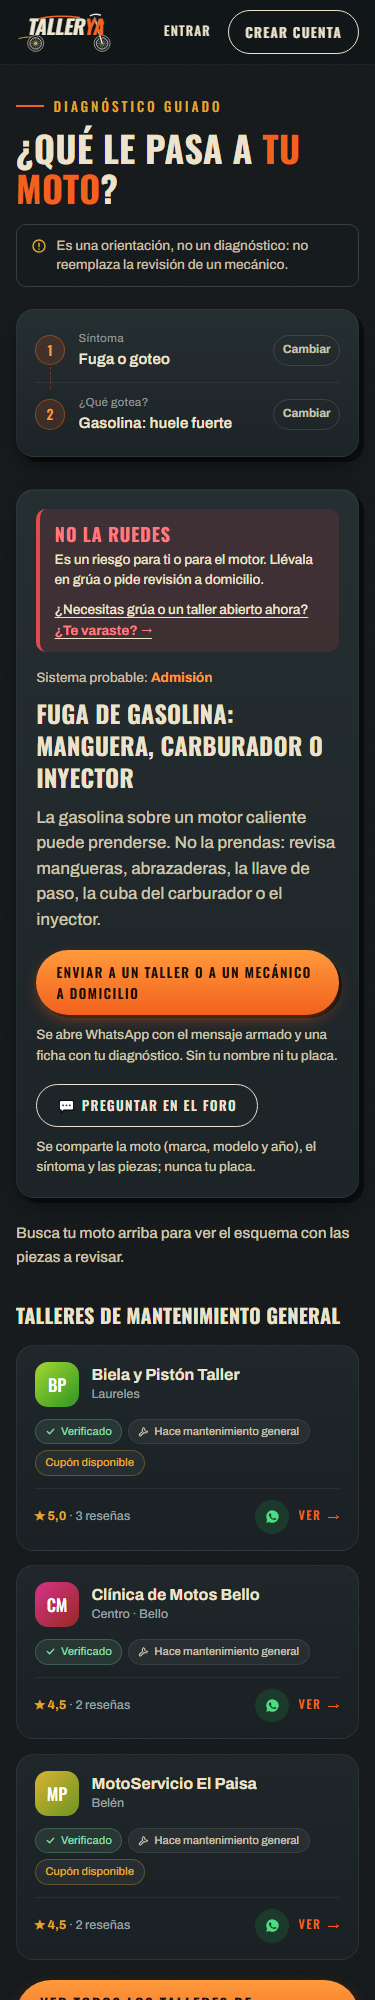 TALLERYA
ENTRAR
CREAR CUENTA
DIAGNÓSTICO GUIADO
¿QUÉ LE PASA A TU
MOTO?
Es una orientación, no un diagnóstico: no
reemplaza la revisión de un mecánico.
1
Síntoma
Fuga o goteo
Cambiar
2
¿Qué gotea?
Gasolina: huele fuerte
Cambiar
NO LA RUEDES
Es un riesgo para ti o para el motor. Llévala
en grúa o pide revisión a domicilio.
¿Necesitas grúa o un taller abierto ahora?
¿Te varaste? →
Sistema probable: Admisión
FUGA DE GASOLINA:
MANGUERA, CARBURADOR O
INYECTOR
La gasolina sobre un motor caliente
puede prenderse. No la prendas: revisa
mangueras, abrazaderas, la llave de
paso, la cuba del carburador o el
inyector.
ENVIAR A UN TALLER O A UN MECÁNICO
A DOMICILIO
Se abre WhatsApp con el mensaje armado y una
ficha con tu diagnóstico. Sin tu nombre ni tu placa.
💬 PREGUNTAR EN EL FORO
Se comparte la moto (marca, modelo y año), el
síntoma y las piezas; nunca tu placa.
Busca tu moto arriba para ver el esquema con las
piezas a revisar.
TALLERES DE MANTENIMIENTO GENERAL
BP
Biela y Pistón Taller
Laureles
✓ Verificado
Hace mantenimiento general
Cupón disponible
★ 5,0 · 3 reseñas
VER →
CM
Clínica de Motos Bello
Centro · Bello
✓ Verificado
Hace mantenimiento general
★ 4,5 · 2 reseñas
VER →
MP
MotoServicio El Paisa
Belén
✓ Verificado
Hace mantenimiento general
Cupón disponible
★ 4,5 · 2 reseñas
VER →
VER TODOS LOS TALLERES DE